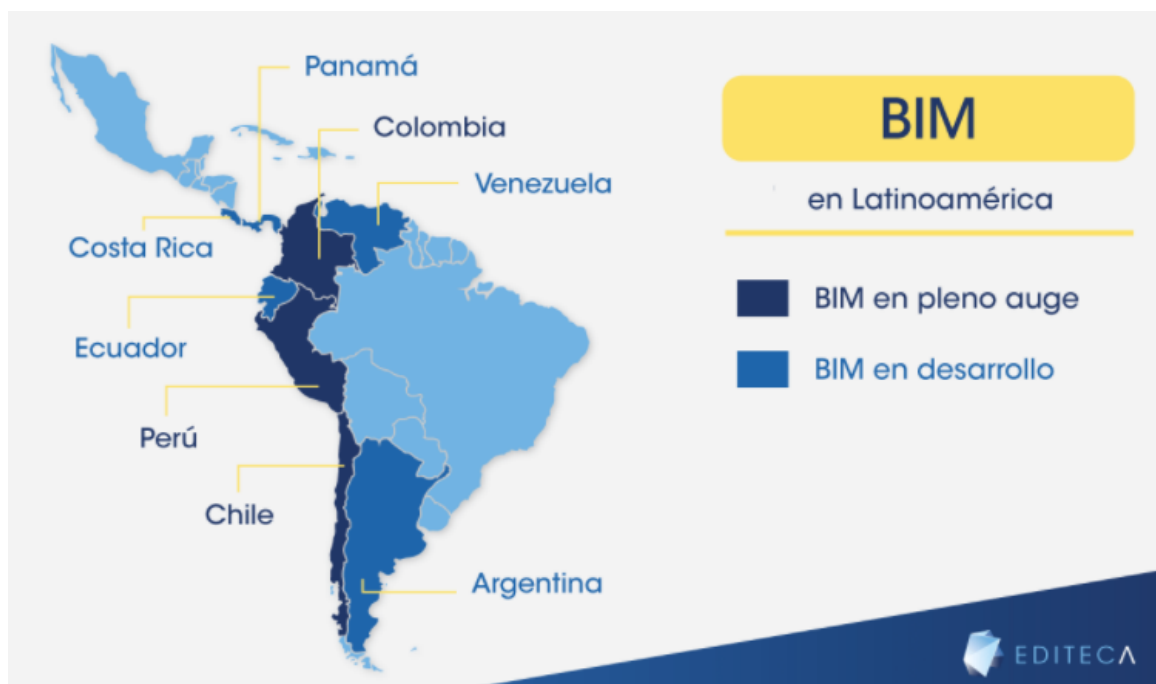 Panamá
Colombia
Venezuela
Costa Rica
Ecuador
Perú
Chile
Argentina
BIM
en Latinoamérica
BIM en pleno auge
BIM en desarrollo
EDITECA